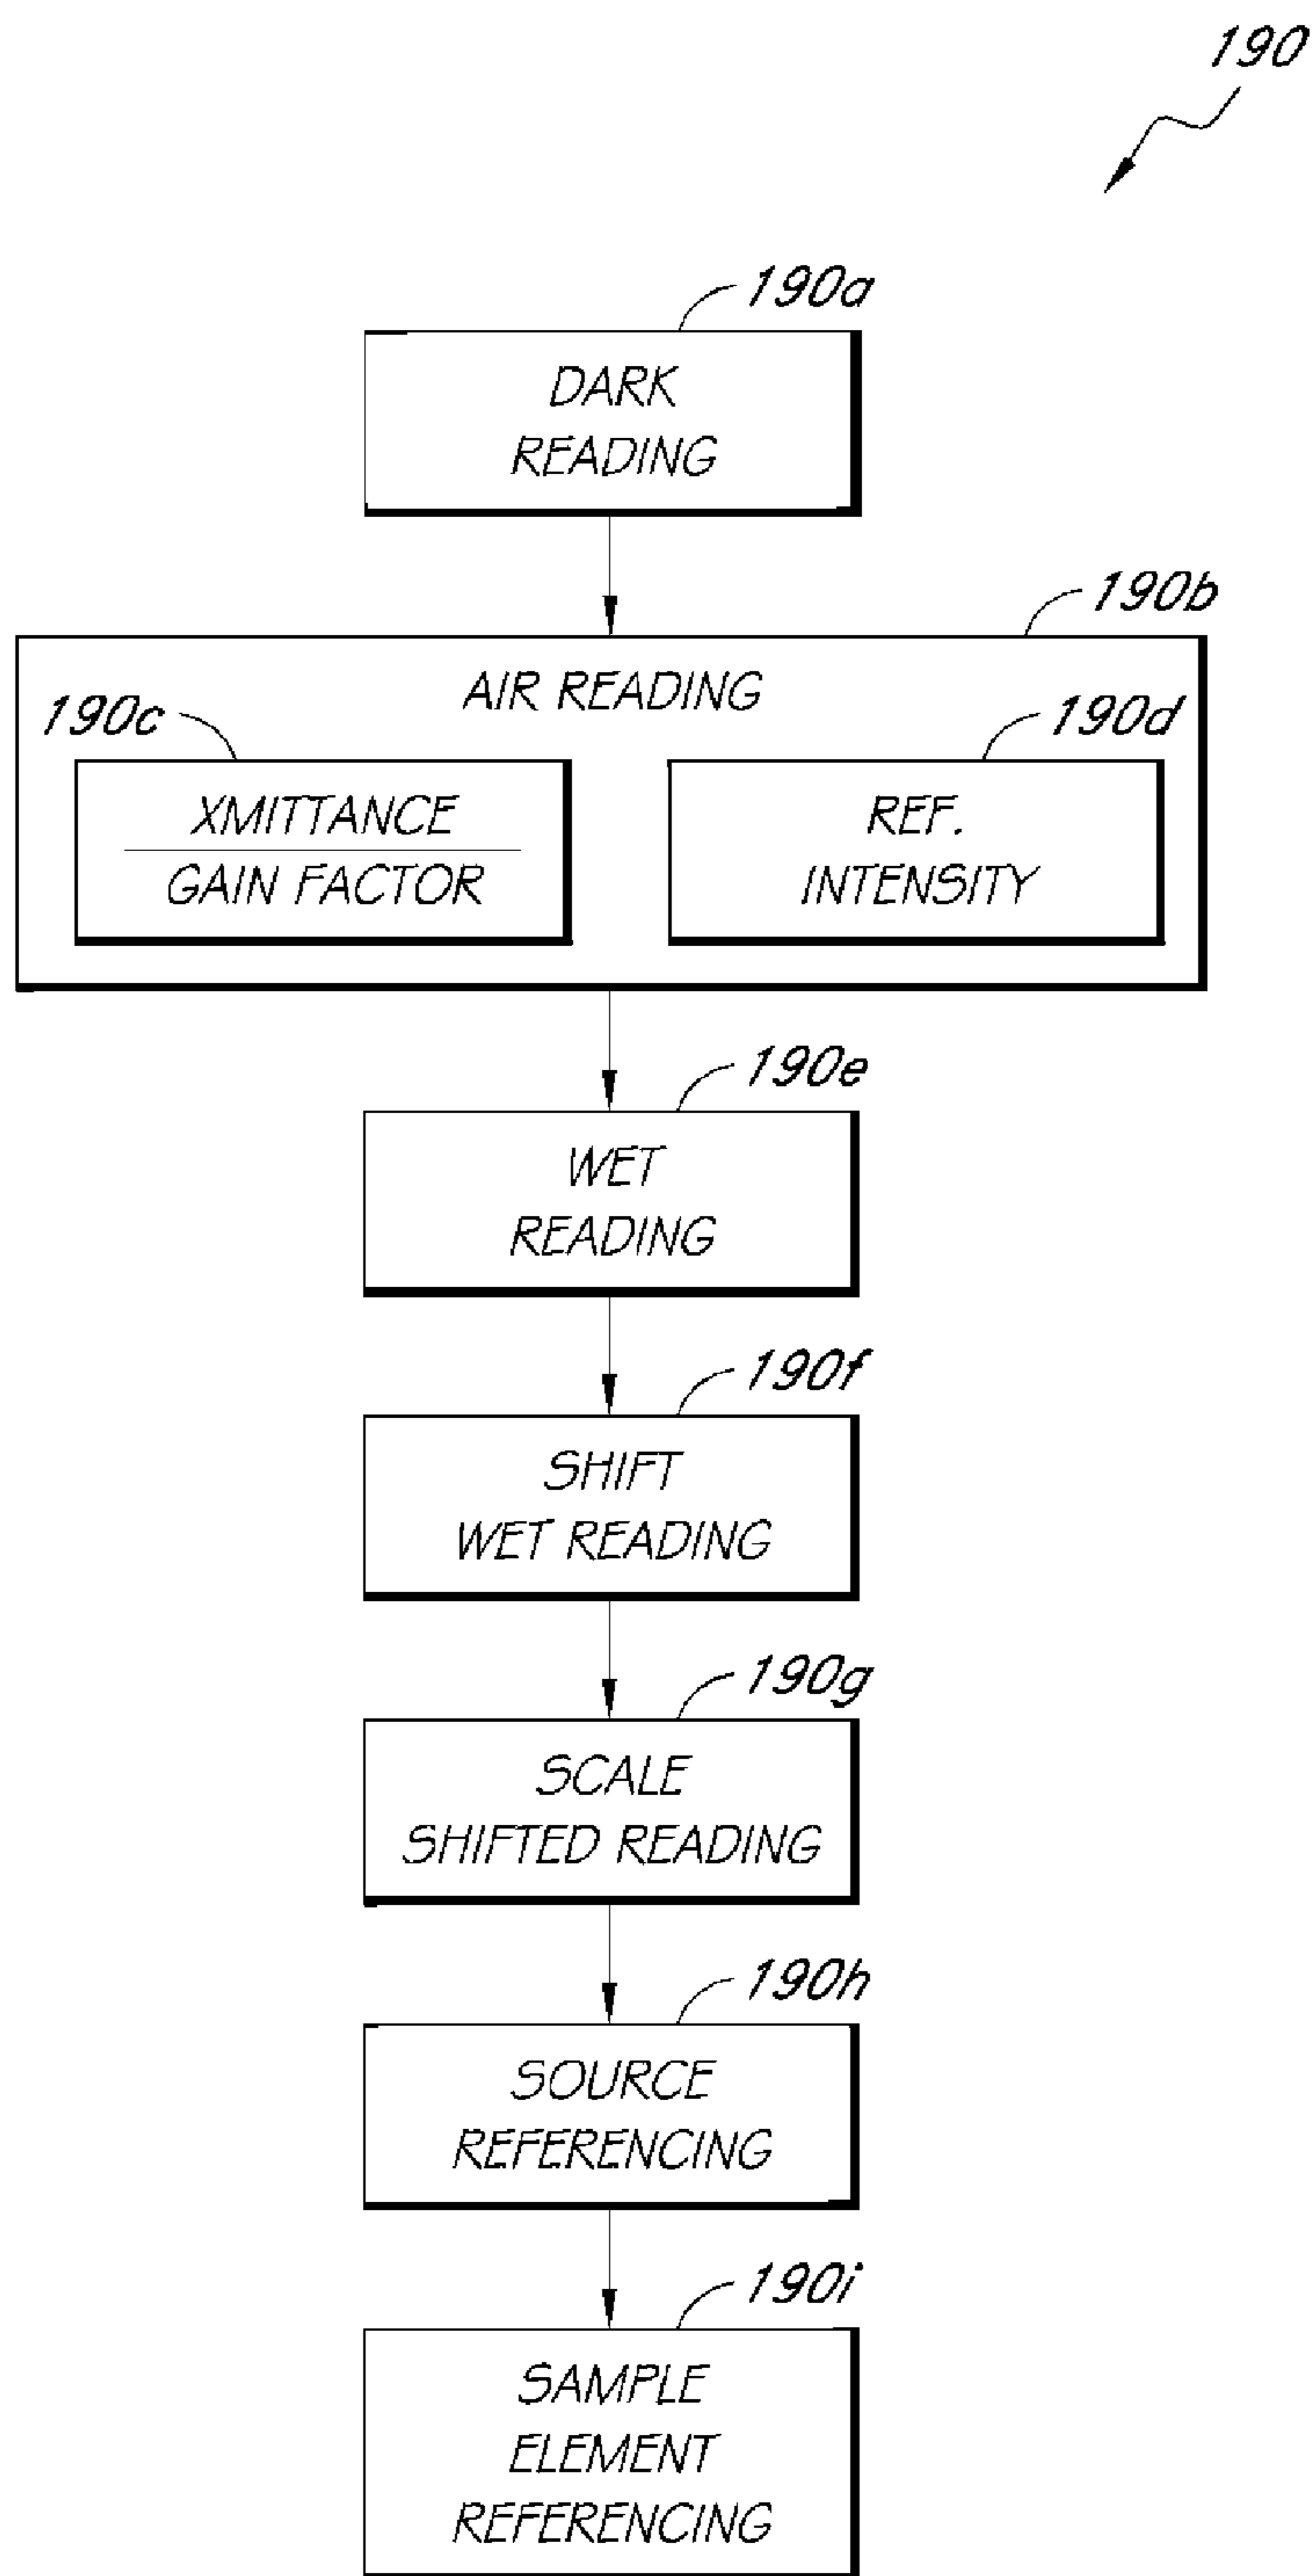 190
190a
DARK
READING
190b
AIR READING
190c
190d
XMITTANCE
GAIN FACTOR
REF.
INTENSITY
190e
WET
READING
190f
SHIFT
WET READING
190g
SCALE
SHIFTED READING
190h
SOURCE
REFERENCING
190i
SAMPLE
ELEMENT
REFERENCING